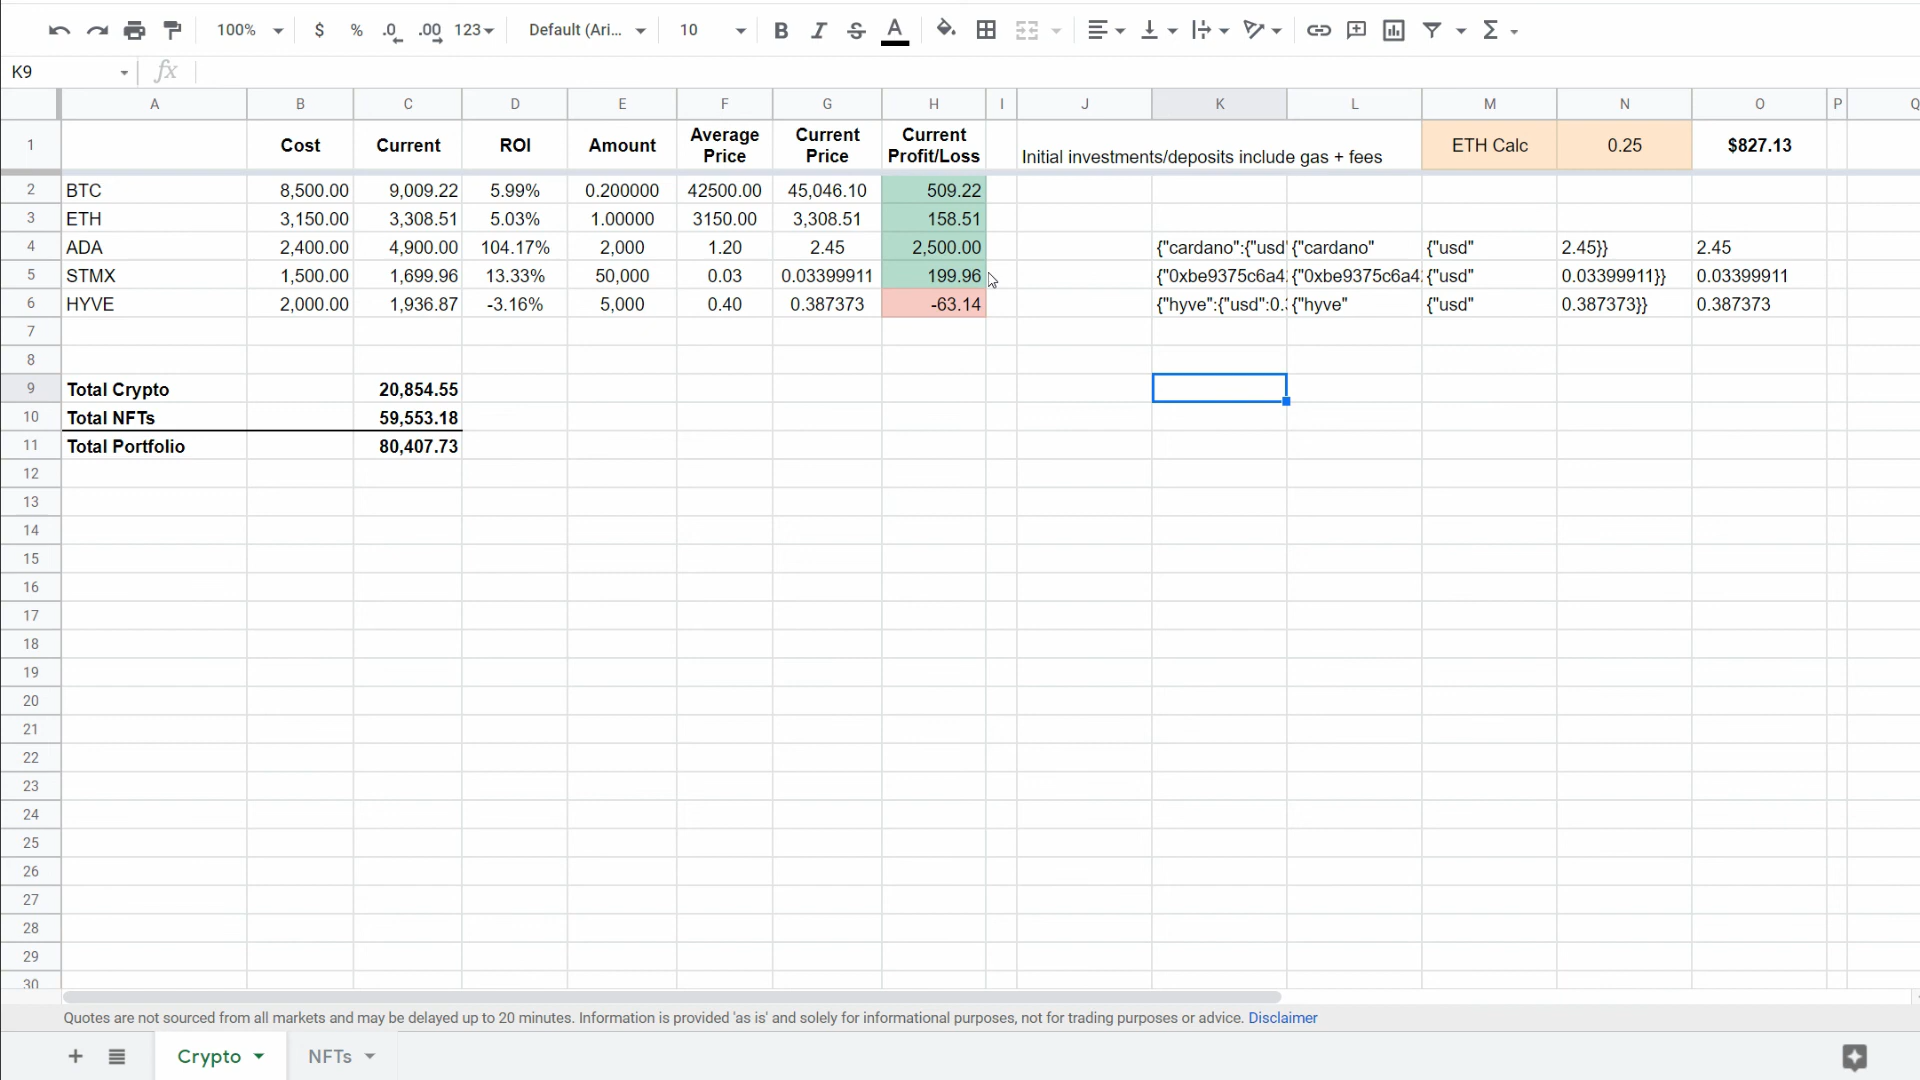 100% $ % .0 .00 123 Default (Ari... 10 B I S A Σ
K9 fx
A B C D E F G H I J K L M N O P Q
1 Cost Current ROI Amount Average Price Current Price Current Profit/Loss Initial investments/deposits include gas + fees ETH Calc 0.25 $827.13
2 BTC 8,500.00 9,009.22 5.99% 0.200000 42500.00 45,046.10 509.22
3 ETH 3,150.00 3,308.51 5.03% 1.00000 3150.00 3,308.51 158.51
4 ADA 2,400.00 4,900.00 104.17% 2,000 1.20 2.45 2,500.00 {"cardano":{"usd' {"cardano" {"usd" 2.45}} 2.45
5 STMX 1,500.00 1,699.96 13.33% 50,000 0.03 0.03399911 199.96 {"0xbe9375c6a4 {"0xbe9375c6a4 {"usd" 0.03399911}} 0.03399911
6 HYVE 2,000.00 1,936.87 -3.16% 5,000 0.40 0.387373 -63.14 {"hyve":{"usd":0. {"hyve" {"usd" 0.387373}} 0.387373
7
8
9 Total Crypto 20,854.55
10 Total NFTs 59,553.18
11 Total Portfolio 80,407.73
12
13
14
15
16
17
18
19
20
21
22
23
24
25
26
27
28
29
30
Quotes are not sourced from all markets and may be delayed up to 20 minutes. Information is provided 'as is' and solely for informational purposes, not for trading purposes or advice. Disclaimer
+ Crypto NFTs